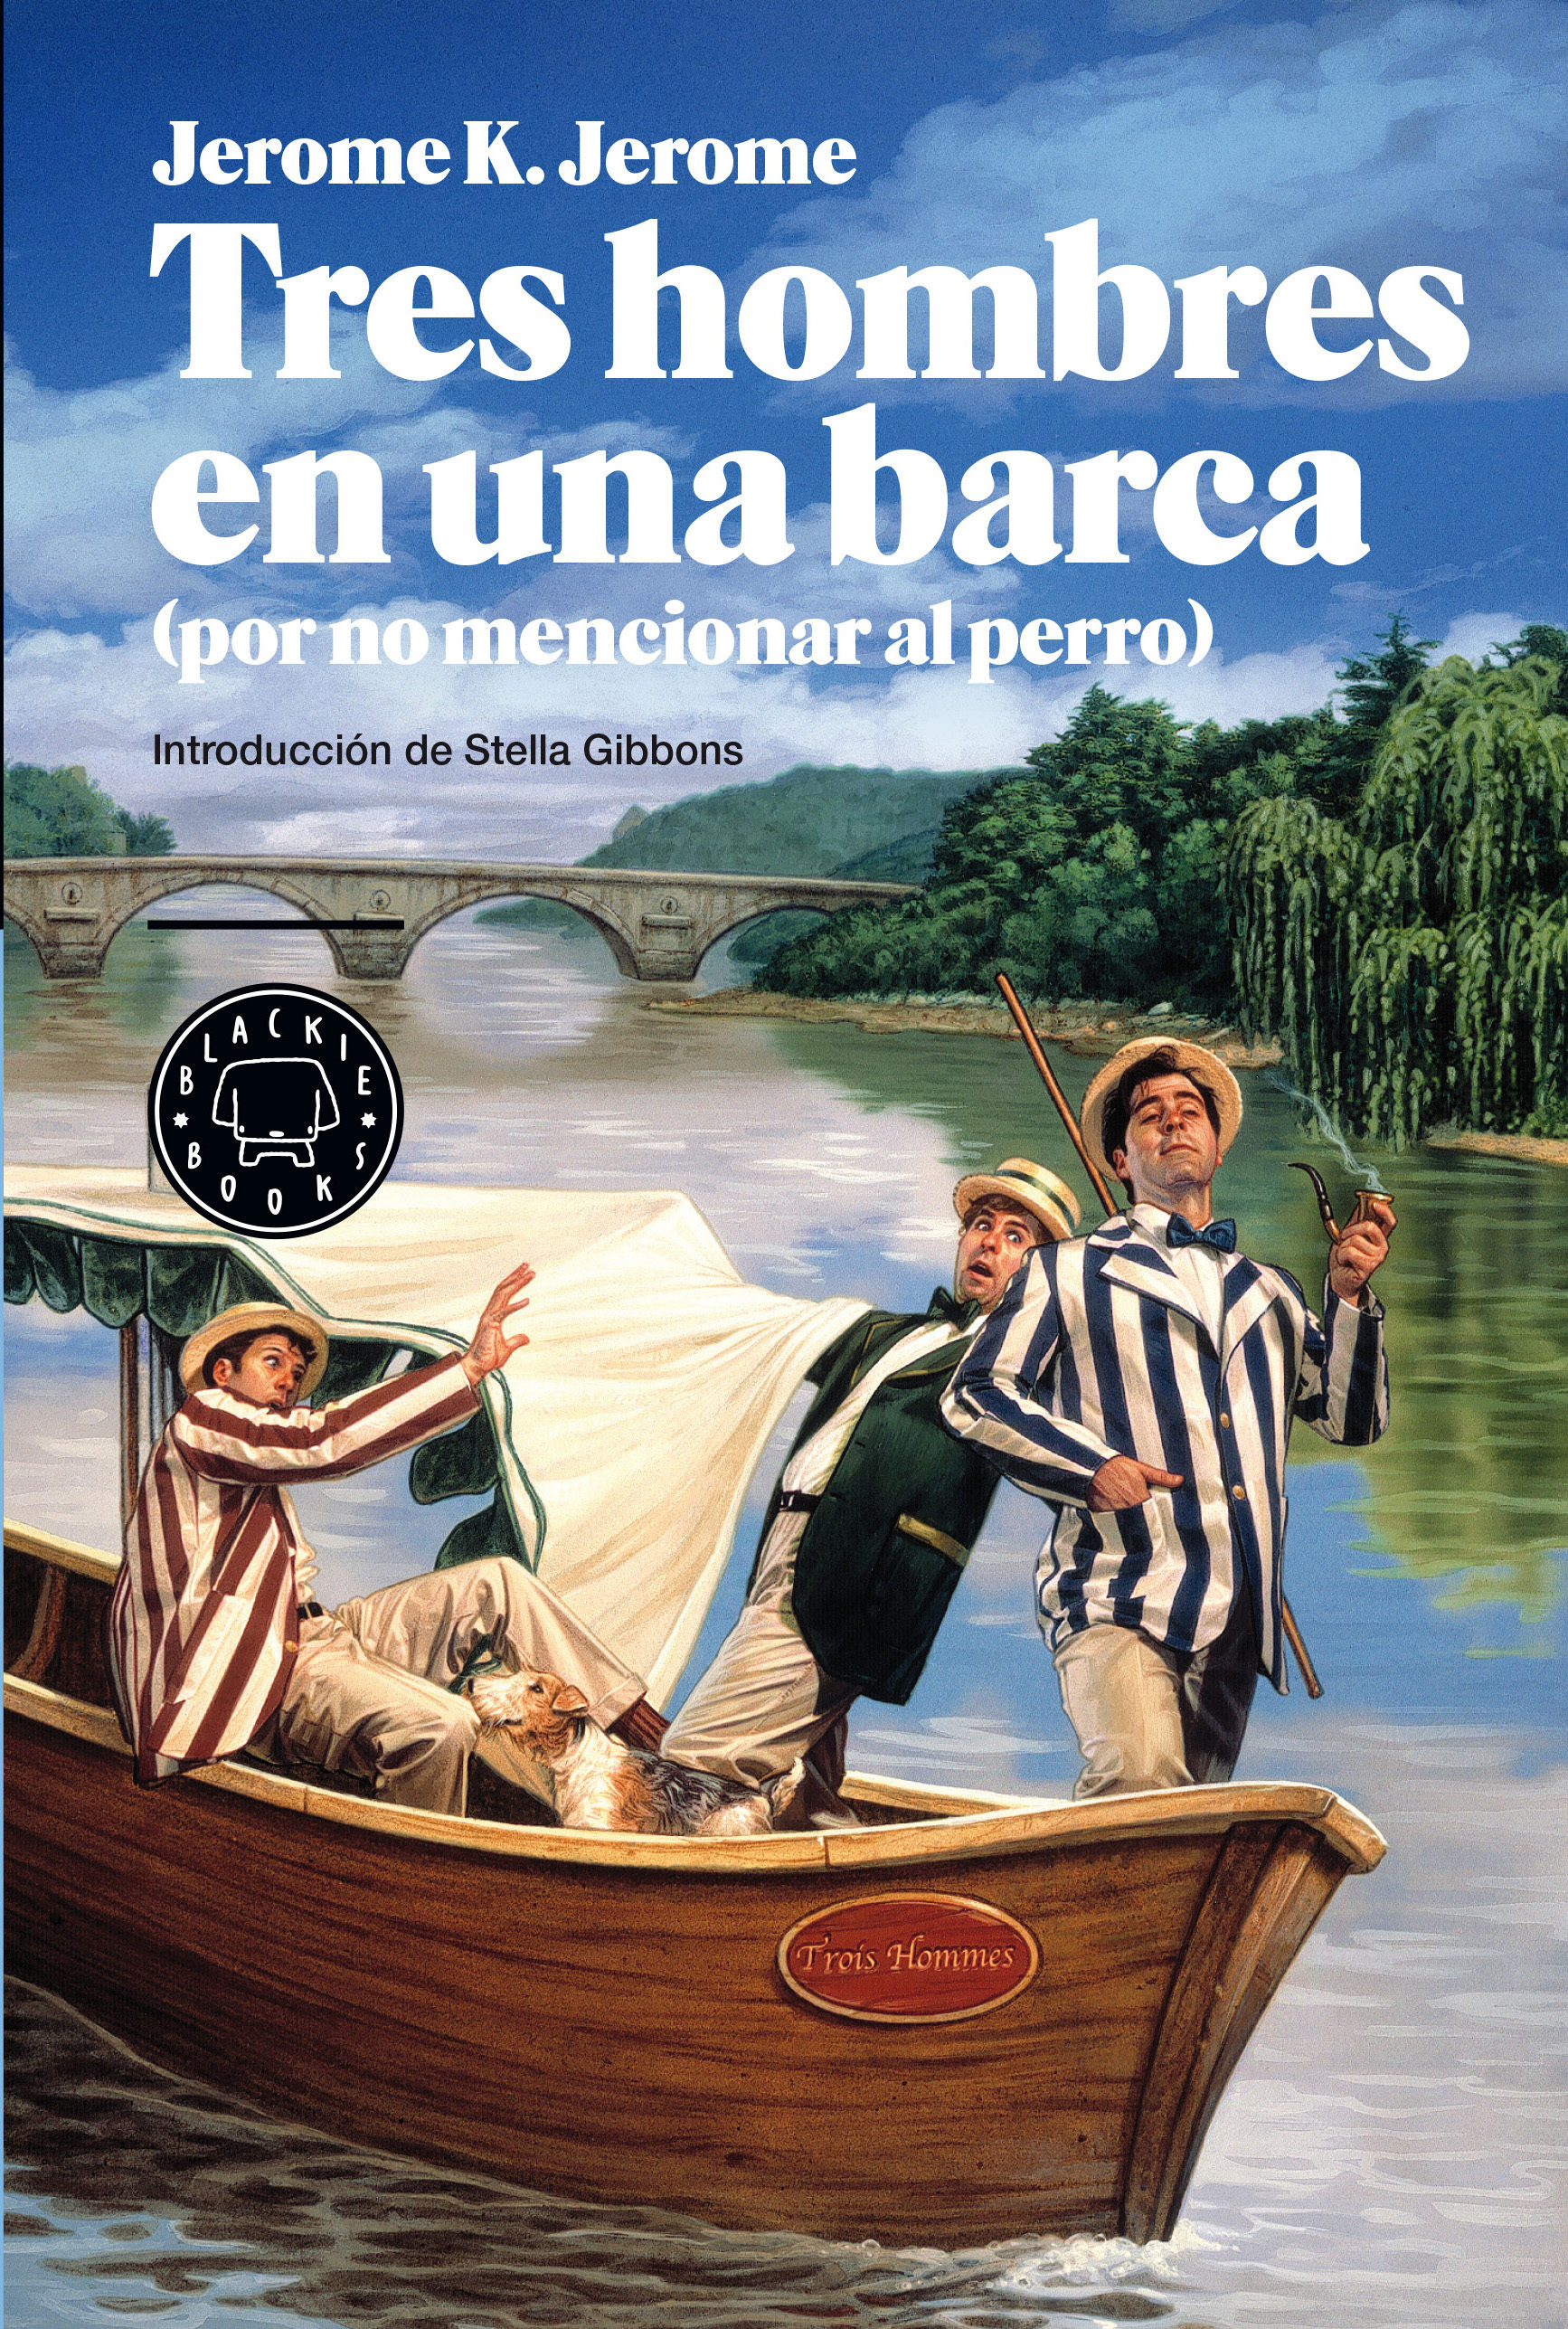 Jerome K. Jerome
Tres hombres
en una barca
(por no mencionar al perro)
Introducción de Stella Gibbons
BLACKIE
BOOKS
Trois Hommes